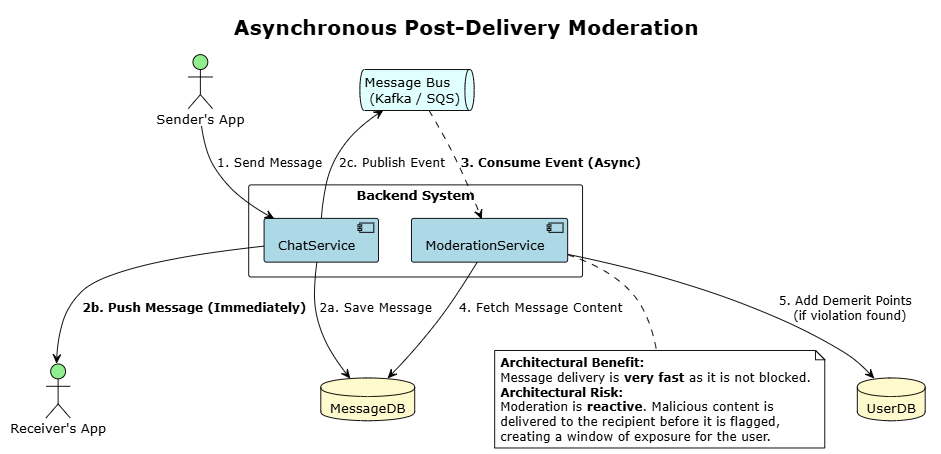 Asynchronous Post-Delivery Moderation
Sender's App
Message Bus
(Kafka / SQS)
1. Send Message
2c. Publish Event
3. Consume Event (Async)
Backend System
ChatService
ModerationService
2b. Push Message (Immediately)
2a. Save Message
4. Fetch Message Content
5. Add Demerit Points
(if violation found)
Receiver's App
MessageDB
Architectural Benefit:
Message delivery is very fast as it is not blocked.
Architectural Risk:
Moderation is reactive. Malicious content is
delivered to the recipient before it is flagged,
creating a window of exposure for the user.
UserDB